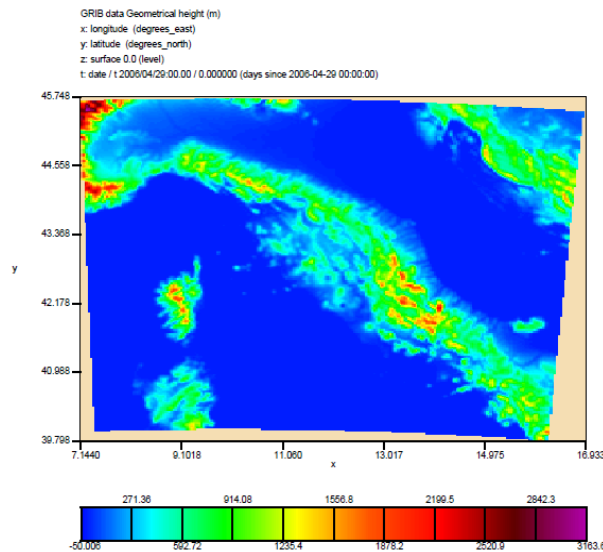 GRIB data Geometrical height (m)
x: longitude (degrees_east)
y: latitude (degrees_north)
z: surface 0.0 (level)
t: date / t 2006/04/29:00.00 / 0.000000 (days since 2006-04-29 00:00:00)
45.748
44.558
43.368
y
42.178
40.988
39.798
7.1440 9.1018 11.060 13.017 14.975 16.933
x
271.36 914.08 1556.8 2199.5 2842.3
-50.006 592.72 1235.4 1878.2 2520.9 3163.6